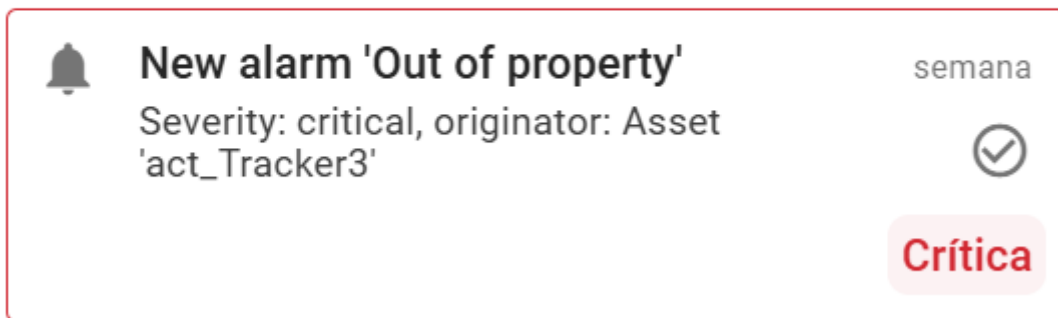 New alarm 'Out of property'
semana
Severity: critical, originator: Asset
'act_Tracker3'
Crítica